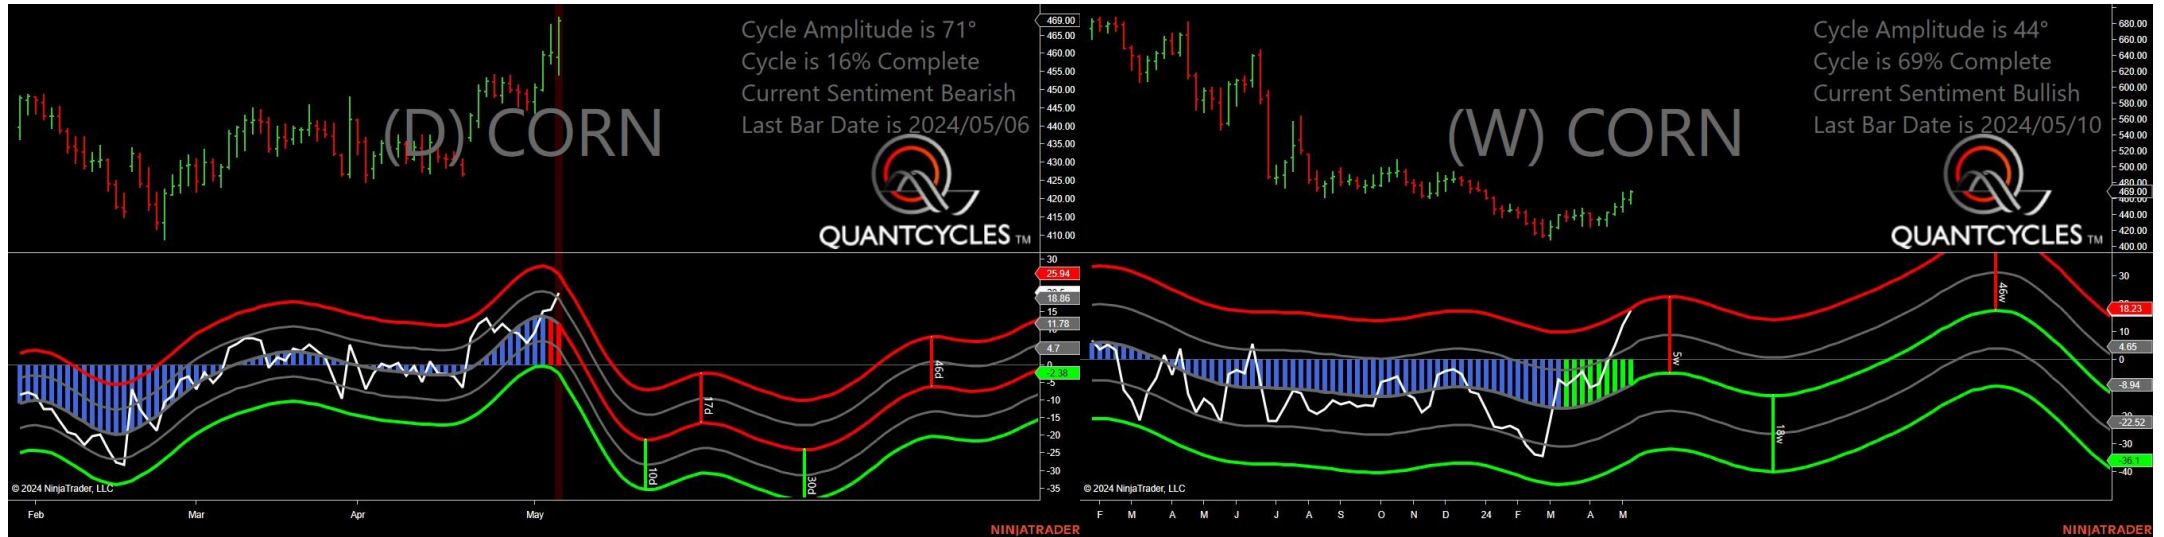 Cycle Amplitude is 71°
Cycle is 16% Complete
Current Sentiment Bearish
Last Bar Date is 2024/05/06
(D) CORN
QUANTCYCLES TM
469.00
465.00
460.00
455.00
450.00
445.00
440.00
435.00
430.00
425.00
420.00
415.00
410.00
30
25.94
18.86
15
11.78
4.7
0
-2.38
-5
-10
-15
-20
-25
-30
-35
17d
46d
10d
30d
© 2024 NinjaTrader, LLC
Feb
Mar
Apr
May
NINJATRADER
Cycle Amplitude is 44°
Cycle is 69% Complete
Current Sentiment Bullish
Last Bar Date is 2024/05/10
(W) CORN
QUANTCYCLES TM
680.00
660.00
640.00
620.00
600.00
580.00
560.00
540.00
520.00
500.00
480.00
469.00
460.00
440.00
420.00
400.00
30
18.23
10
4.65
0
-8.94
-22.52
-30
-36.1
-40
46w
5w
18w
© 2024 NinjaTrader, LLC
F M A M J J A S O N D 24 F M A M
NINJATRADER